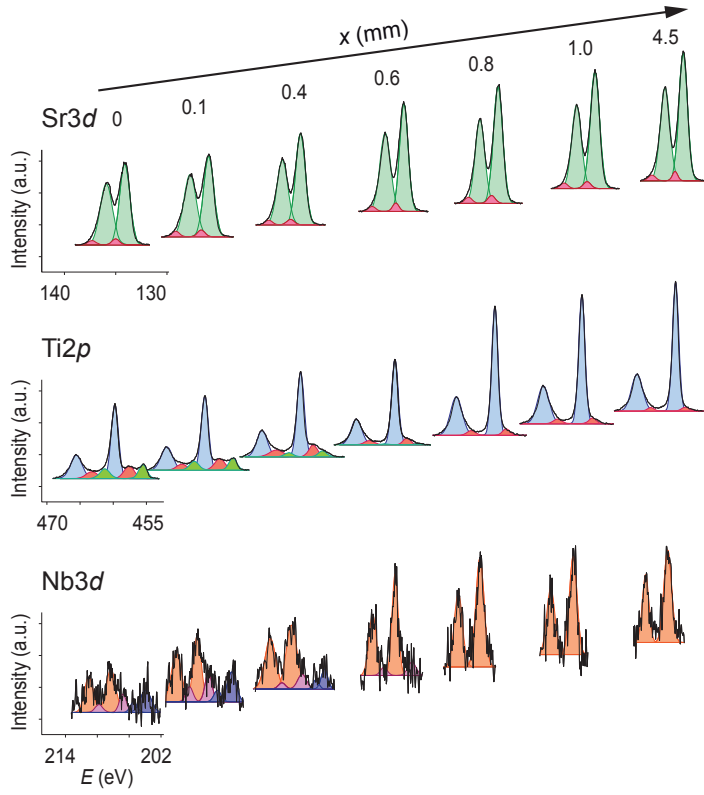 x (mm)
0 0.1 0.4 0.6 0.8 1.0 4.5
Sr3d
Intensity (a.u.)
140 130
Ti2p
Intensity (a.u.)
470 455
Nb3d
Intensity (a.u.)
214 202
E (eV)